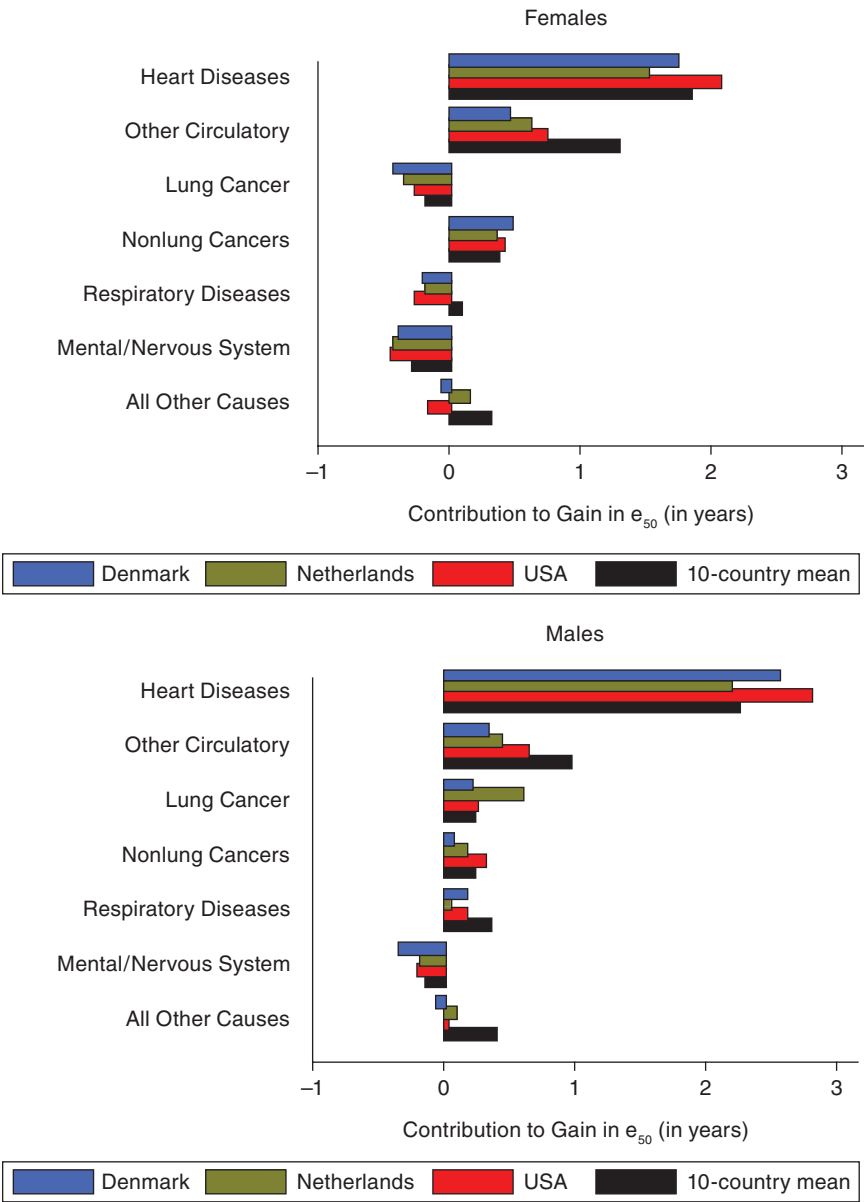 Females
Heart Diseases
Other Circulatory
Lung Cancer
Nonlung Cancers
Respiratory Diseases
Mental/Nervous System
All Other Causes
–1 0 1 2 3
Contribution to Gain in e₅₀ (in years)
Denmark Netherlands USA 10-country mean
Males
Heart Diseases
Other Circulatory
Lung Cancer
Nonlung Cancers
Respiratory Diseases
Mental/Nervous System
All Other Causes
–1 0 1 2 3
Contribution to Gain in e₅₀ (in years)
Denmark Netherlands USA 10-country mean